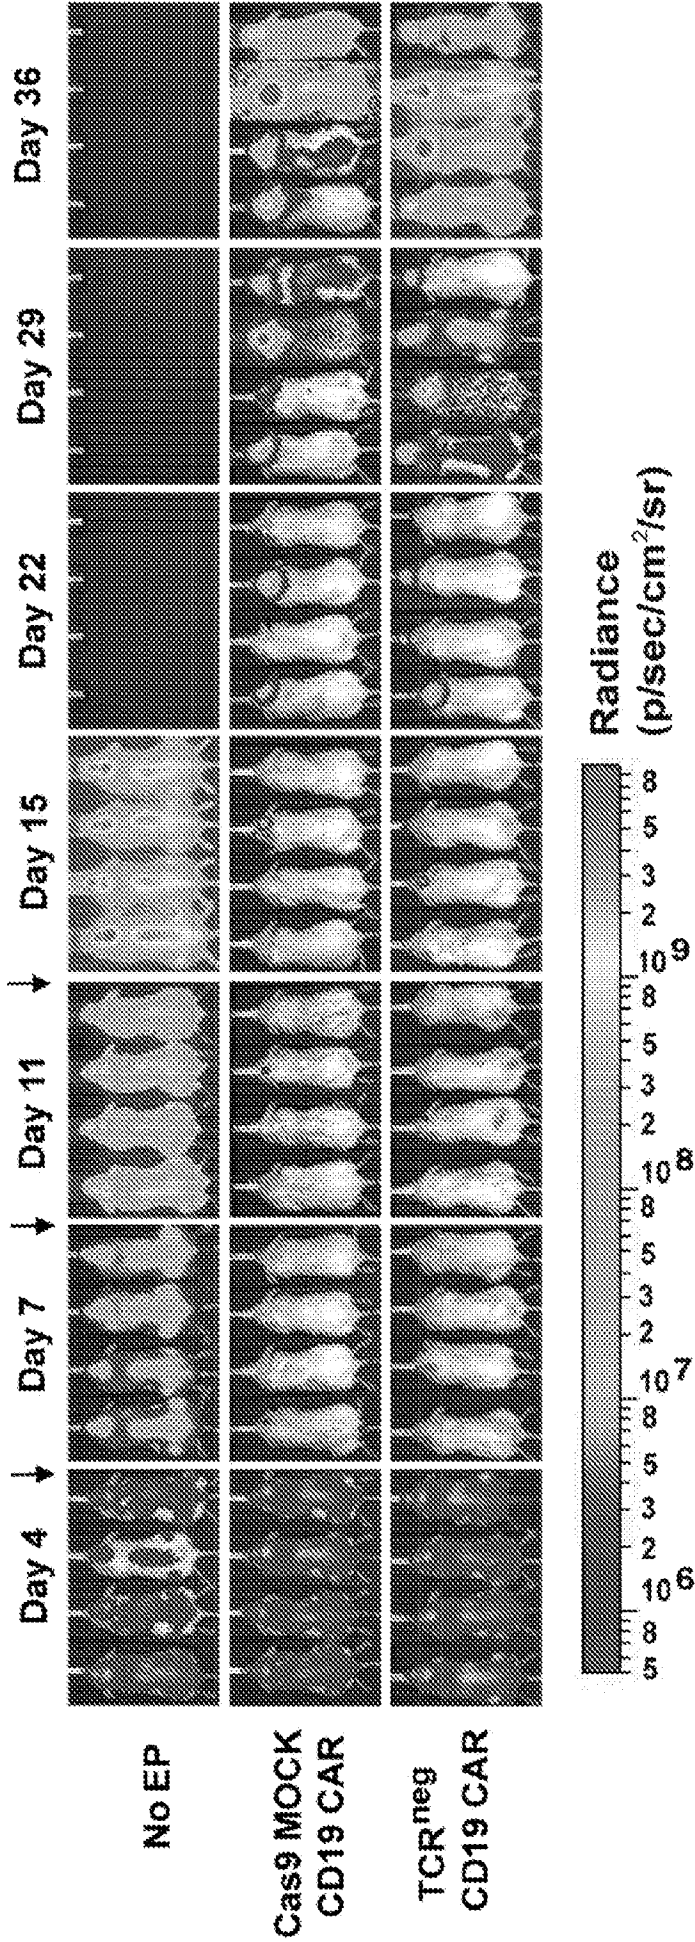 Day 4
Day 7
Day 11
Day 15
Day 22
Day 29
Day 36
No EP
Cas9 MOCK
CD19 CAR
TCRneg
CD19 CAR
5 8 10 6 2 3 5 8 10 7 2 3 5 8 10 8 2 3 5 8 10 9 2 3 5 8
Radiance
(p/sec/cm2/sr)